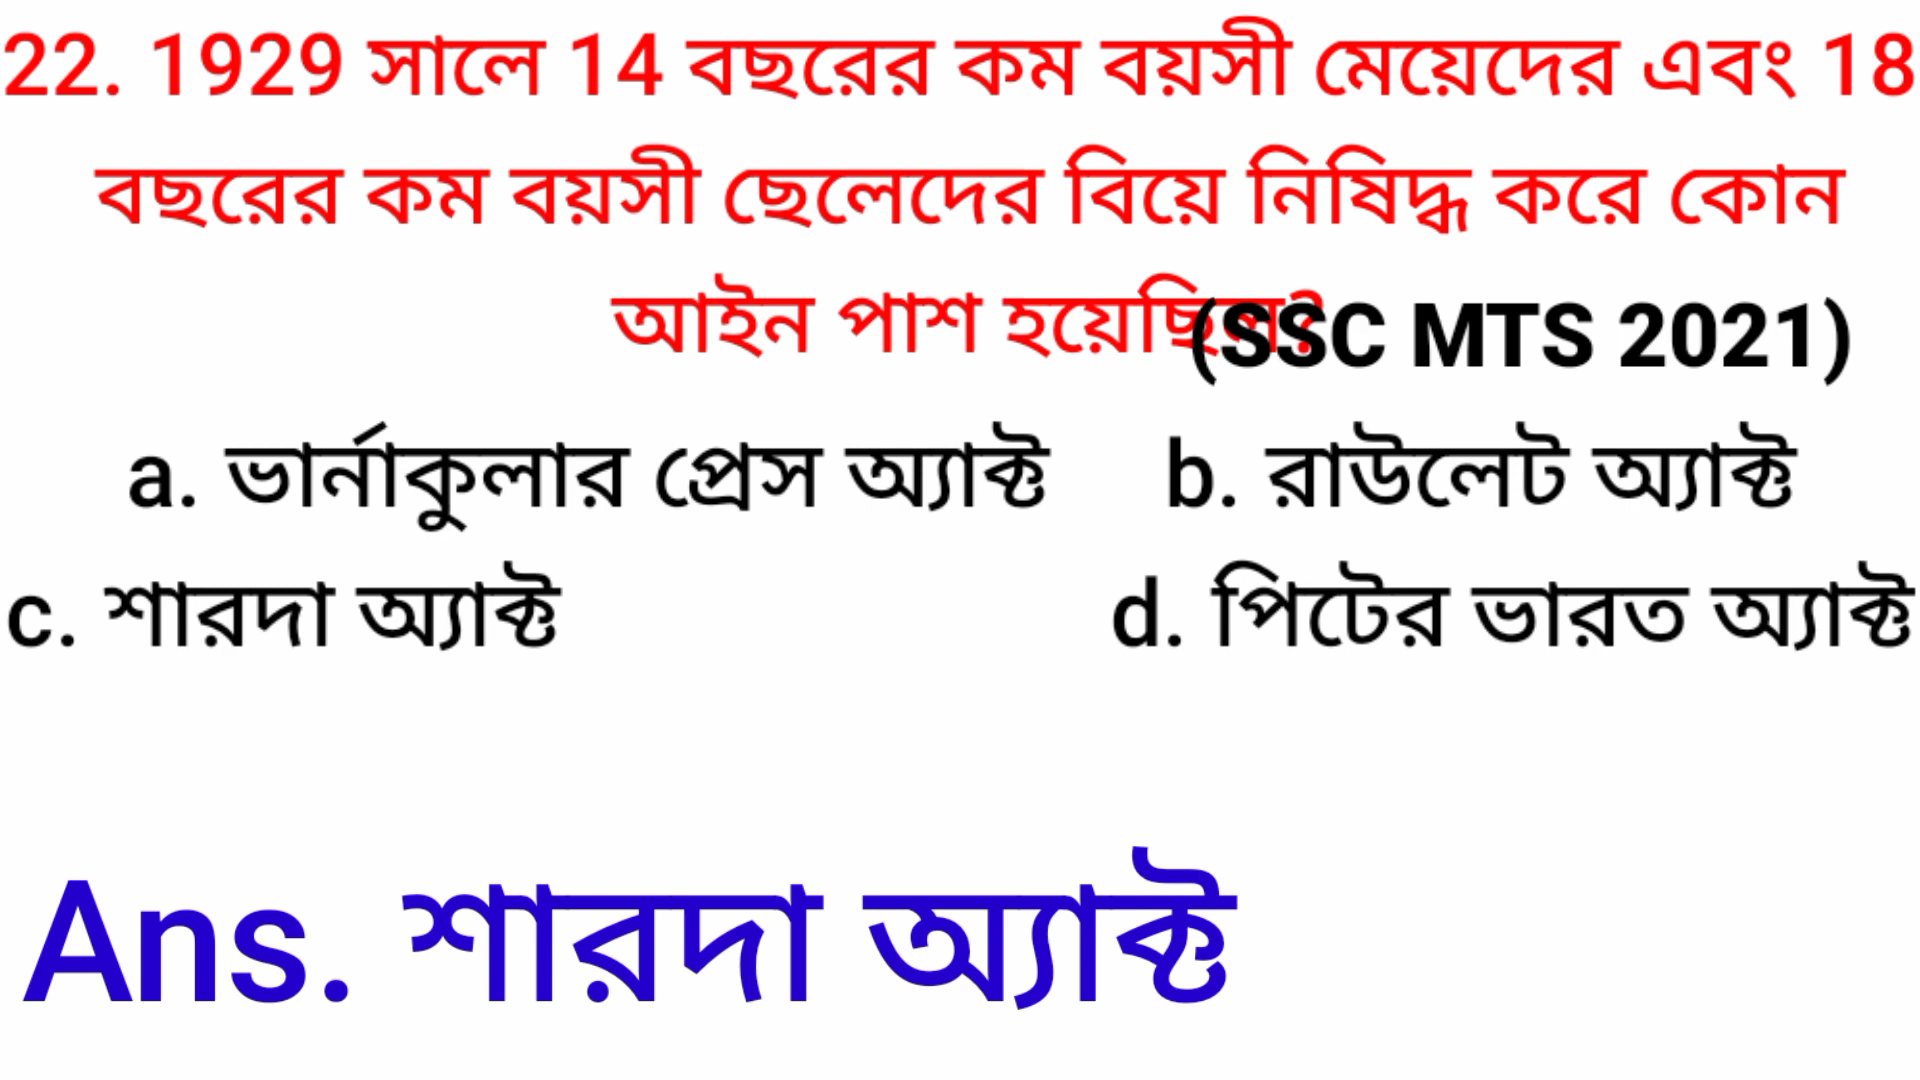 22. 1929 সালে 14 বছরের কম বয়সী মেয়েদের এবং 18
বছরের কম বয়সী ছেলেদের বিয়ে নিষিদ্ধ করে কোন
আইন পাশ হয়েছিল? (SSC MTS 2021)
a. ভার্নাকুলার প্রেস অ্যাক্ট b. রাউলেট অ্যাক্ট
c. শারদা অ্যাক্ট d. পিটের ভারত অ্যাক্ট
Ans. শারদা অ্যাক্ট